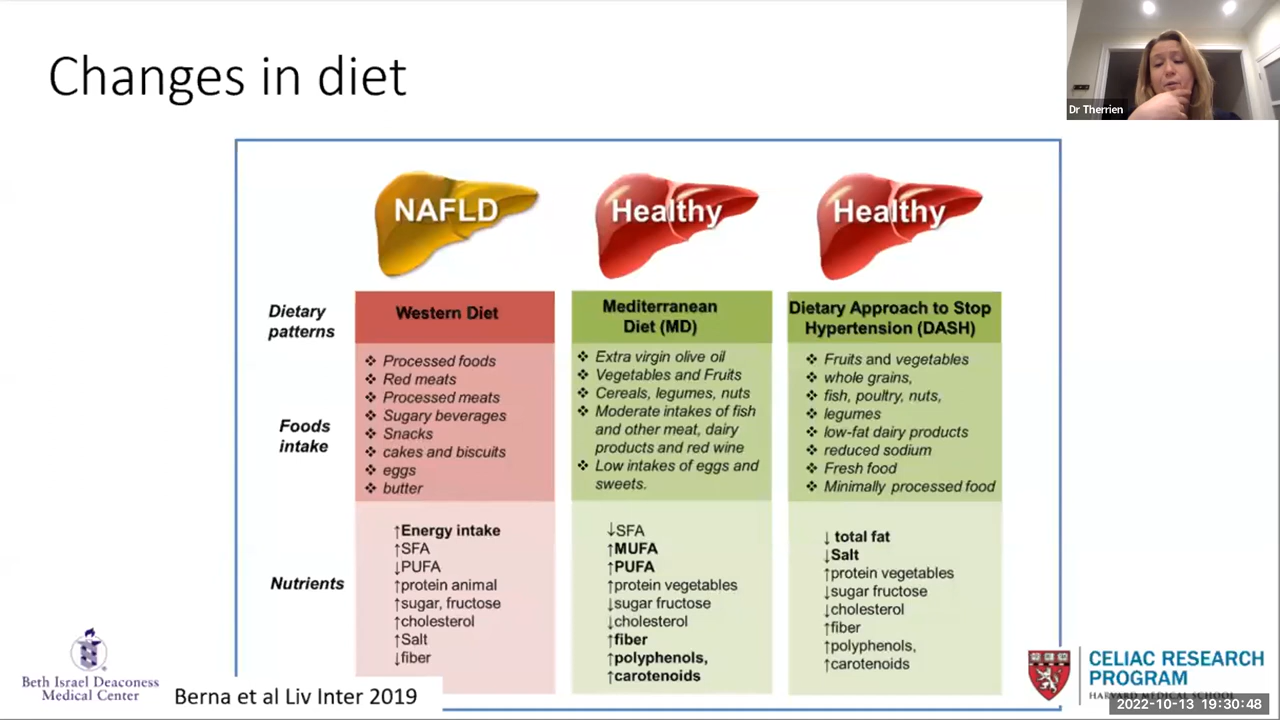 Changes in diet
Dr Therrien
NAFLD
Healthy
Healthy
Dietary
patterns
Western Diet
Mediterranean
Diet (MD)
Dietary Approach to Stop
Hypertension (DASH)
Foods
intake
❖ Processed foods
❖ Red meats
❖ Processed meats
❖ Sugary beverages
❖ Snacks
❖ cakes and biscuits
❖ eggs
❖ butter
❖ Extra virgin olive oil
❖ Vegetables and Fruits
❖ Cereals, legumes, nuts
❖ Moderate intakes of fish
and other meat, dairy
products and red wine
❖ Low intakes of eggs and
sweets.
❖ Fruits and vegetables
❖ whole grains,
❖ fish, poultry, nuts,
❖ legumes
❖ low-fat dairy products
❖ reduced sodium
❖ Fresh food
❖ Minimally processed food
Nutrients
↑Energy intake
↑SFA
↓PUFA
↑protein animal
↑sugar, fructose
↑cholesterol
↑Salt
↓fiber
↓SFA
↑MUFA
↑PUFA
↑protein vegetables
↓sugar fructose
↓cholesterol
↑fiber
↑polyphenols,
↑carotenoids
↓ total fat
↓Salt
↑protein vegetables
↓sugar fructose
↓cholesterol
↑fiber
↑polyphenols,
↑carotenoids
Beth Israel Deaconess
Medical Center
Berna et al Liv Inter 2019
CELIAC RESEARCH
PROGRAM
HARVARD MEDICAL SCHOOL
2022-10-13 19:30:48